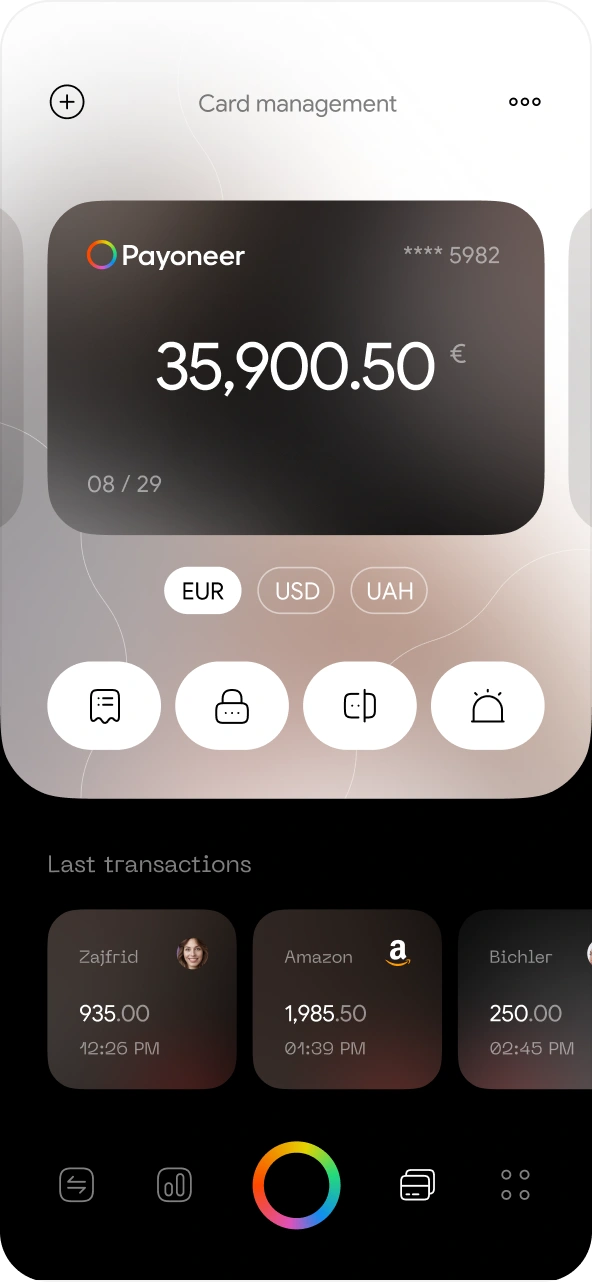 Card management
Payoneer
**** 5982
35,900.50 €
08 / 29
EUR
USD
UAH
Last transactions
Zajfrid
935.00
12:26 PM
Amazon
a
1,985.50
01:39 PM
Bichler
250.00
02:45 PM